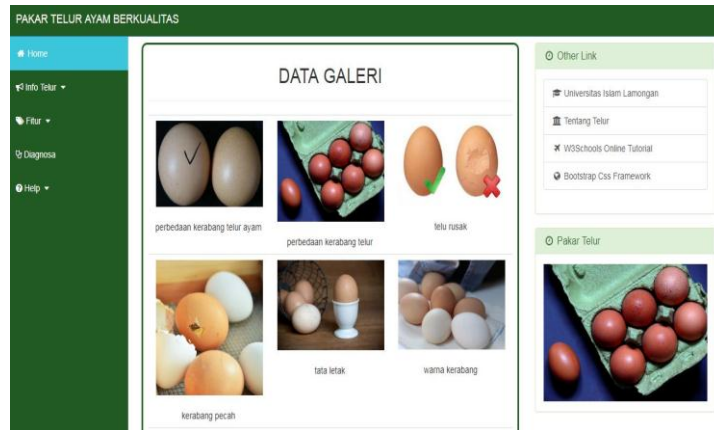 PAKAR TELUR AYAM BERKUALITAS
Home
Info Telur
Fitur
Diagnosa
Help
DATA GALERI
perbedaan kerabang telur ayam
perbedaan kerabang telur
telu rusak
kerabang pecah
tata letak
warna kerabang
Other Link
Universitas Islam Lamongan
Tentang Telur
W3Schools Online Tutorial
Bootstrap Css Framework
Pakar Telur